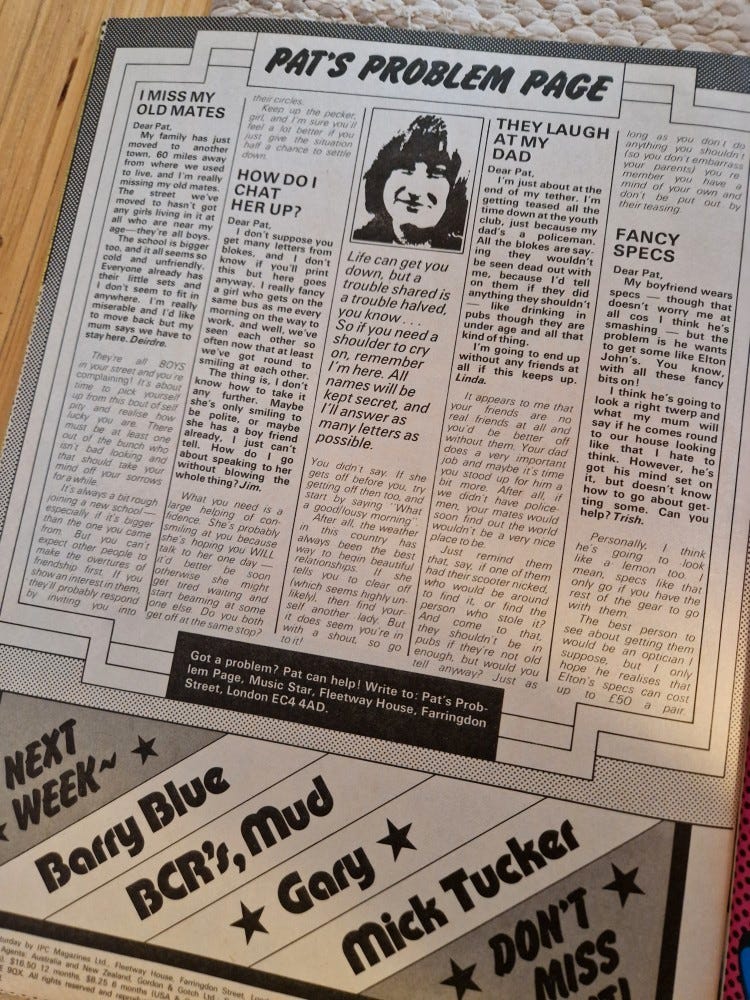 PAT'S PROBLEM PAGE
I MISS MY
OLD MATES
Dear Pat,
My family has just
moved to another
town, 60 miles away
from where we used
to live, and I'm really
missing my old mates.
The street we've
moved to hasn't got
any girls living in it at
all who are near my
age—they're all boys.
The school is bigger
too, and it all seems so
cold and unfriendly.
Everyone already has
their little sets and
I don't seem to fit in
anywhere. I'm really
miserable and I'd like
to move back but my
mum says we have to
stay here. Deirdre.
They're all BOYS
in your street and you're
complaining! It's about
time to pick yourself
up from this bout of self
pity and realise how
lucky you are. There
must be at least one
out of the bunch who
isn't bad looking and
that should take your
mind off your sorrows
for a while.
It's always a bit rough
joining a new school —
especially if it's bigger
than the one you came
from. But you can't
expect other people to
make the overtures of
friendship first. If you
show an interest in them,
they'll probably respond
by inviting you into
their circles.
Keep up the pecker,
girl, and I'm sure you'll
feel a lot better if you
just give the situation
half a chance to settle
down.
HOW DO I
CHAT
HER UP?
Dear Pat,
I don't suppose you
get many letters from
blokes, and I don't
know if you'll print
this but here goes
anyway. I really fancy
a girl who gets on the
same bus as me every
morning on the way to
work, and well, we've
seen each other so
often now that at least
we've got round to
smiling at each other.
The thing is, I don't
know how to take it
any further. Maybe
she's only smiling to
be polite, or maybe
she has a boy friend
already, I just can't
tell. How do I go
about speaking to her
without blowing the
whole thing? Jim.
What you need is a
large helping of con-
fidence. She's probably
smiling at you because
she's hoping you WILL
talk to her one day —
it'd better be soon
otherwise she might
get tired waiting and
start beaming at some-
one else. Do you both
get off at the same stop?
Life can get you
down, but a
trouble shared is
a trouble halved,
you know . . .
So if you need a
shoulder to cry
on, remember
I'm here. All
names will be
kept secret, and
I'll answer as
many letters as
possible.
You didn't say. If she
gets off before you, try
getting off then too, and
start by saying "What
a good/lousy morning".
After all, the weather
in this country has
always been the best
way to begin beautiful
relationships. If she
tells you to clear off
(which seems highly un-
likely), then find your-
self another lady. But
it does seem you're in
with a shout, so go
to it!
THEY LAUGH
AT MY
DAD
Dear Pat,
I'm just about at the
end of my tether. I'm
getting teased all the
time down at the youth
club, just because my
dad's a policeman.
All the blokes are say-
ing they wouldn't
be seen dead out with
me, because I'd tell
on them if they did
anything they shouldn't
— like drinking in
pubs though they are
under age and all that
kind of thing.
I'm going to end up
without any friends at
all if this keeps up.
Linda.
It appears to me that
your friends are no
real friends at all and
you'd be better off
without them. Your dad
does a very important
job and maybe it's time
you stood up for him a
bit more. After all, if
we didn't have police-
men, your mates would
soon find out the world
wouldn't be a very nice
place to be.
Just remind them
that, say, if one of them
had their scooter nicked,
who would be around
to find it, or find the
person who stole it?
And come to that,
they shouldn't be in
pubs if they're not old
enough, but would you
tell anyway? Just as
long as you don't do
anything you shouldn't
(so you don't embarrass
your parents) you re-
member you have a
mind of your own and
don't be put out by
their teasing.
FANCY
SPECS
Dear Pat,
My boyfriend wears
specs — though that
doesn't worry me at
all cos I think he's
smashing — but the
problem is he wants
to get some like Elton
John's. You know,
with all these fancy
bits on!
I think he's going to
look a right twerp and
what my mum will
say if he comes round
to our house looking
like that I hate to
think. However, he's
got his mind set on
it, but doesn't know
how to go about get-
ting some. Can you
help? Trish.
Personally, I think
he's going to look
like a lemon too. I
mean, specs like that
only go if you have the
rest of the gear to go
with them.
The best person to
see about getting them
would be an optician I
suppose, but I only
hope he realises that
Elton's specs can cost
up to £50 a pair.
Got a problem? Pat can help! Write to: Pat's Prob-
lem Page, Music Star, Fleetway House, Farringdon
Street, London EC4 4AD.
NEXT
WEEK~
Barry Blue
BCR's, Mud
Gary
Mick Tucker
DON'T
MISS
turday by IPC Magazines Ltd., Fleetway House, Farringdon Street,
Agents: Australia and New Zealand, Gordon & Gotch Ltd.
$16.50 12 months, $8.25 6 months (USA &
9QX. All rights reserved and